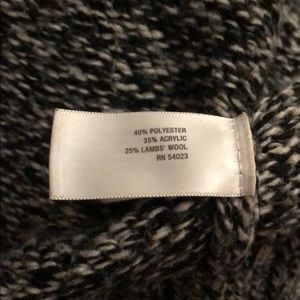 40% POLYESTER
35% ACRYLIC
25% LAMBS' WOOL
RN 54023